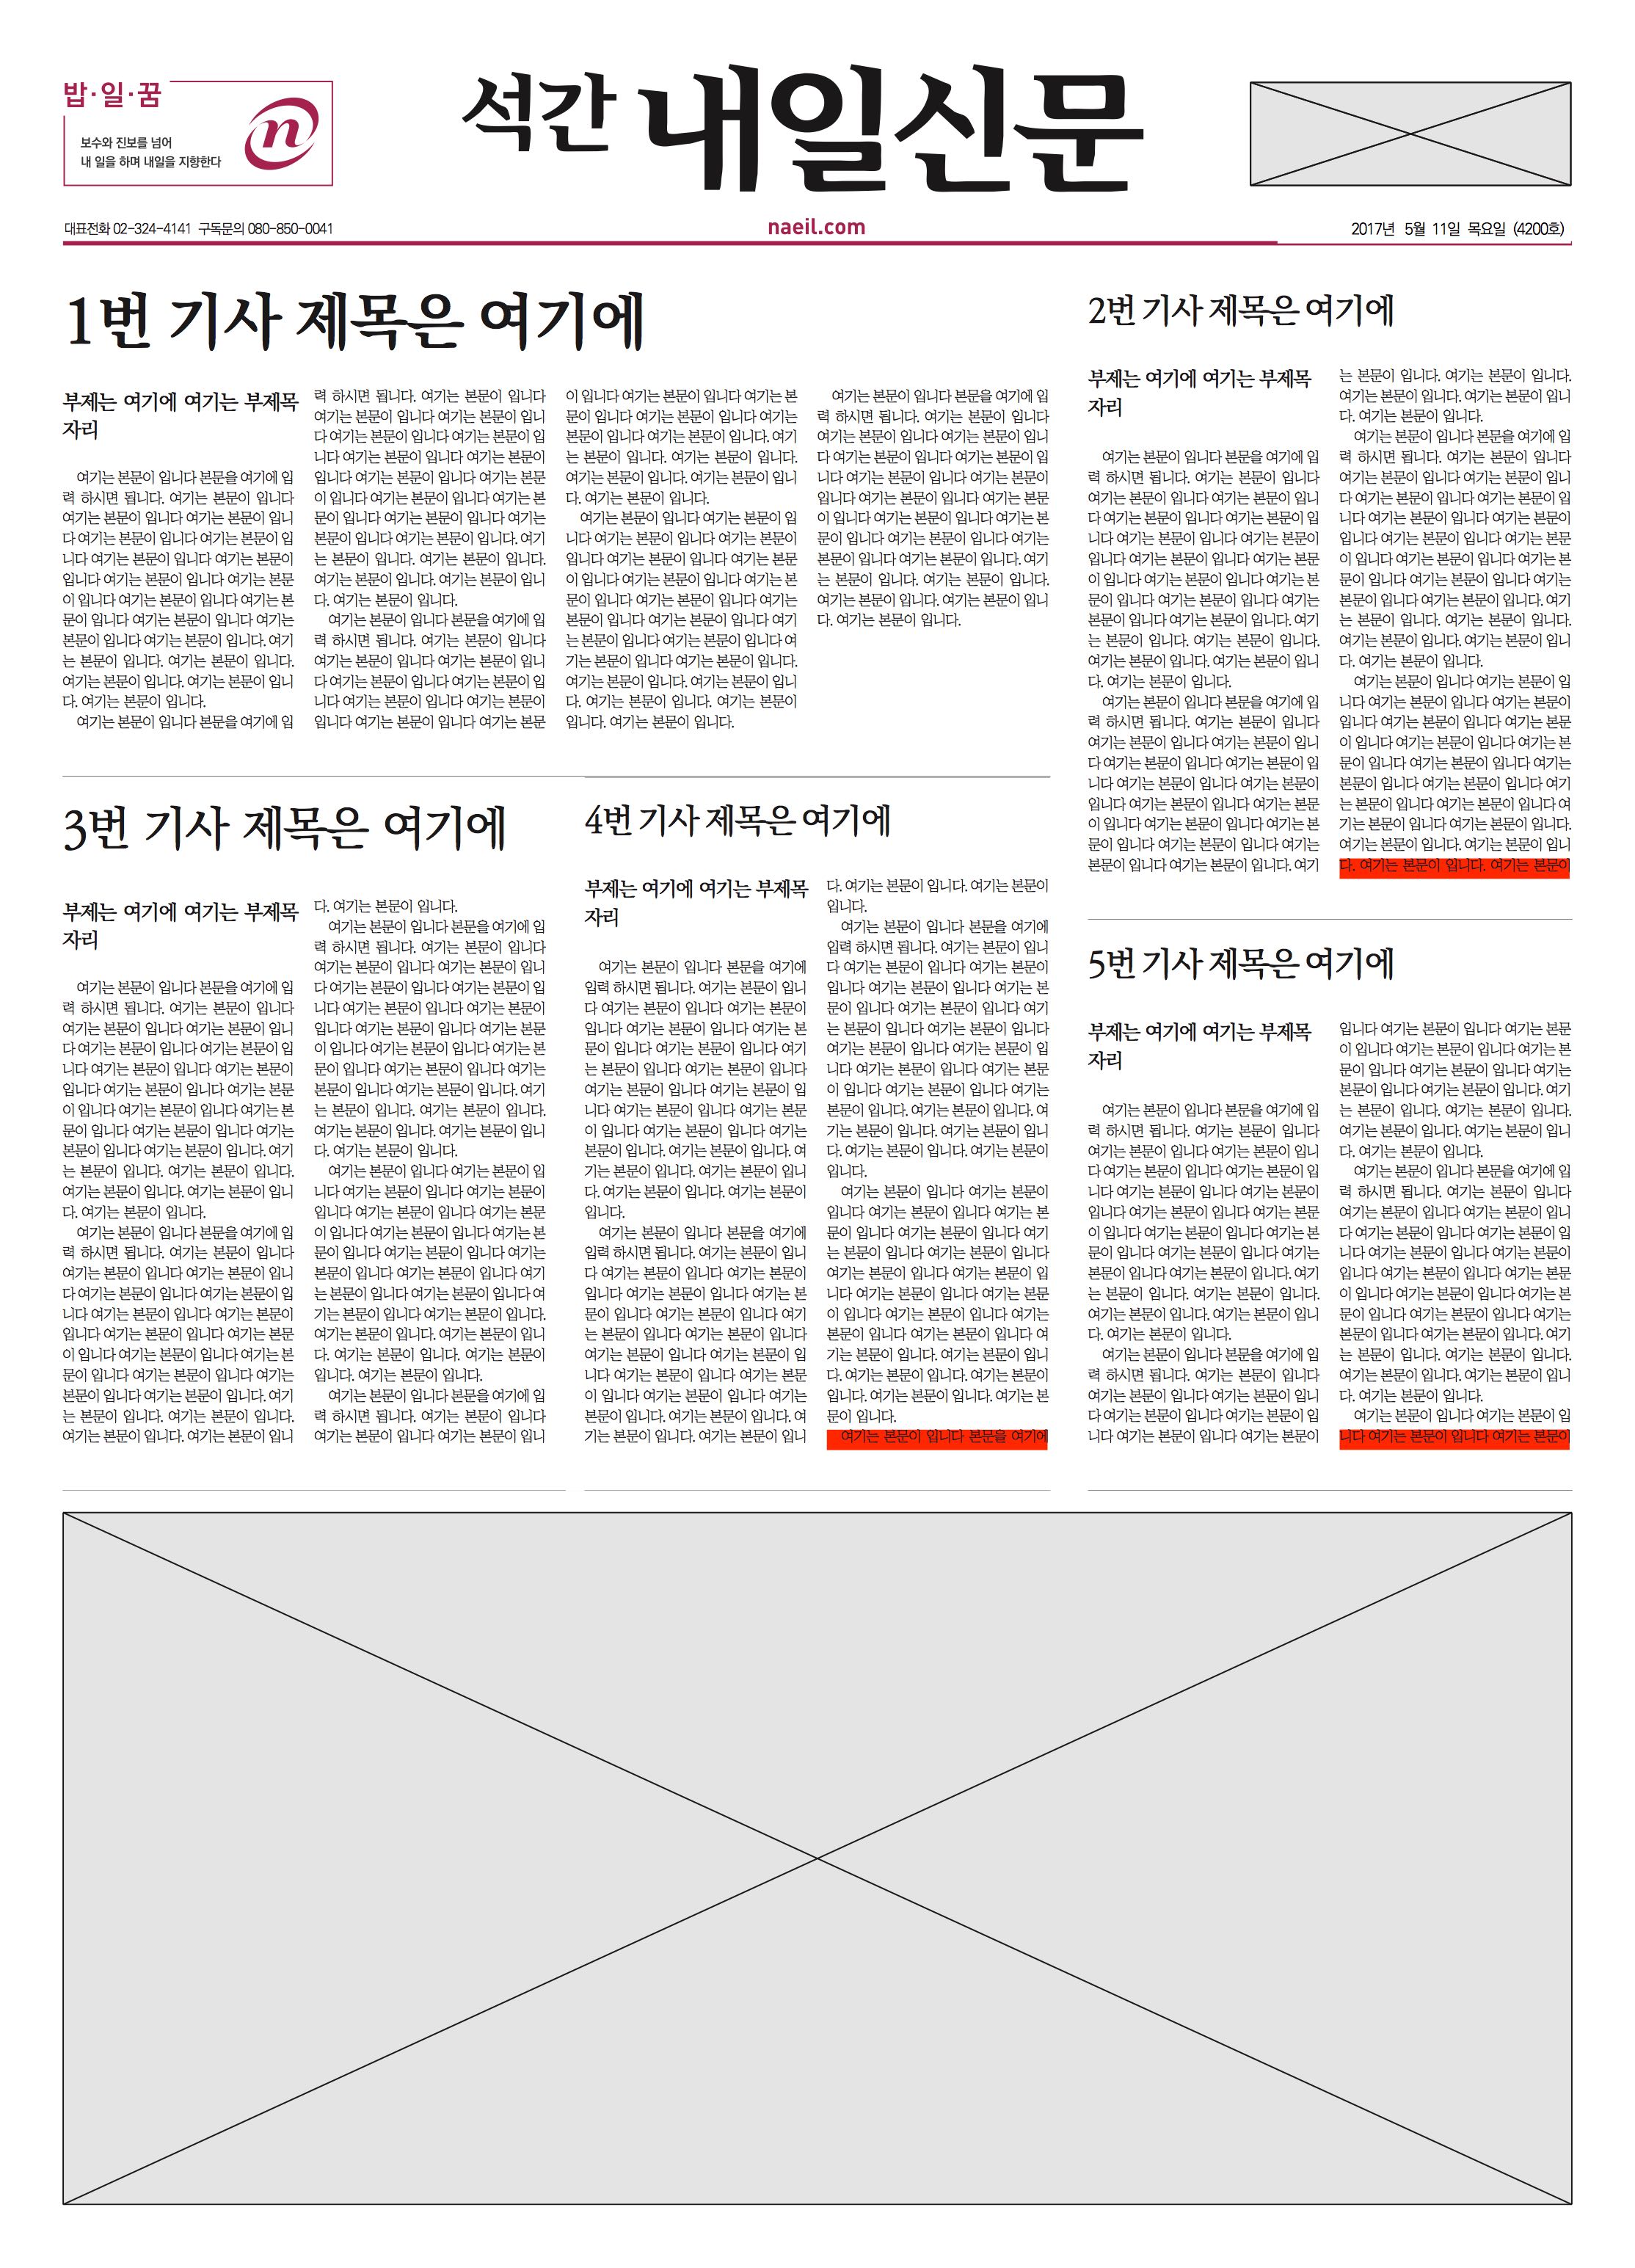 밥·일·꿈
보수와 진보를 넘어
내 일을 하며 내일을 지향한다
n
석간 내일신문
대표전화 02-324-4141 구독문의 080-850-0041
naeil.com
2017년 5월 11일 목요일 (4200호)
1번 기사 제목은 여기에
부제는 여기에 여기는 부제목
자리
여기는 본문이 입니다 본문을 여기에 입
력 하시면 됩니다. 여기는 본문이 입니다
여기는 본문이 입니다 여기는 본문이 입니
다 여기는 본문이 입니다 여기는 본문이 입
니다 여기는 본문이 입니다 여기는 본문이
입니다 여기는 본문이 입니다 여기는 본문
이 입니다 여기는 본문이 입니다 여기는 본
문이 입니다 여기는 본문이 입니다 여기는
본문이 입니다 여기는 본문이 입니다. 여기
는 본문이 입니다. 여기는 본문이 입니다.
여기는 본문이 입니다. 여기는 본문이 입니
다. 여기는 본문이 입니다.
여기는 본문이 입니다 본문을 여기에 입
력 하시면 됩니다. 여기는 본문이 입니다
여기는 본문이 입니다 여기는 본문이 입니
다 여기는 본문이 입니다 여기는 본문이 입
니다 여기는 본문이 입니다 여기는 본문이
입니다 여기는 본문이 입니다 여기는 본문
이 입니다 여기는 본문이 입니다 여기는 본
문이 입니다 여기는 본문이 입니다 여기는
본문이 입니다 여기는 본문이 입니다. 여기
는 본문이 입니다. 여기는 본문이 입니다.
여기는 본문이 입니다. 여기는 본문이 입니
다. 여기는 본문이 입니다.
여기는 본문이 입니다 본문을 여기에 입
력 하시면 됩니다. 여기는 본문이 입니다
여기는 본문이 입니다 여기는 본문이 입니
다 여기는 본문이 입니다 여기는 본문이 입
니다 여기는 본문이 입니다 여기는 본문이
입니다 여기는 본문이 입니다 여기는 본문
이 입니다 여기는 본문이 입니다 여기는 본
문이 입니다 여기는 본문이 입니다 여기는
본문이 입니다 여기는 본문이 입니다. 여기
는 본문이 입니다. 여기는 본문이 입니다.
여기는 본문이 입니다. 여기는 본문이 입니
다. 여기는 본문이 입니다.
여기는 본문이 입니다 여기는 본문이 입
니다 여기는 본문이 입니다 여기는 본문이
입니다 여기는 본문이 입니다 여기는 본문
이 입니다 여기는 본문이 입니다 여기는 본
문이 입니다 여기는 본문이 입니다 여기는
본문이 입니다 여기는 본문이 입니다 여기
는 본문이 입니다 여기는 본문이 입니다 여
기는 본문이 입니다 여기는 본문이 입니다.
여기는 본문이 입니다. 여기는 본문이 입니
다. 여기는 본문이 입니다. 여기는 본문이
입니다. 여기는 본문이 입니다.
여기는 본문이 입니다 본문을 여기에 입
력 하시면 됩니다. 여기는 본문이 입니다
여기는 본문이 입니다 여기는 본문이 입니
다 여기는 본문이 입니다 여기는 본문이 입
니다 여기는 본문이 입니다 여기는 본문이
입니다 여기는 본문이 입니다 여기는 본문
이 입니다 여기는 본문이 입니다 여기는 본
문이 입니다 여기는 본문이 입니다 여기는
본문이 입니다 여기는 본문이 입니다. 여기
는 본문이 입니다. 여기는 본문이 입니다.
여기는 본문이 입니다. 여기는 본문이 입니
다. 여기는 본문이 입니다.
2번 기사 제목은 여기에
부제는 여기에 여기는 부제목
자리
여기는 본문이 입니다 본문을 여기에 입
력 하시면 됩니다. 여기는 본문이 입니다
여기는 본문이 입니다 여기는 본문이 입니
다 여기는 본문이 입니다 여기는 본문이 입
니다 여기는 본문이 입니다 여기는 본문이
입니다 여기는 본문이 입니다 여기는 본문
이 입니다 여기는 본문이 입니다 여기는 본
문이 입니다 여기는 본문이 입니다 여기는
본문이 입니다 여기는 본문이 입니다. 여기
는 본문이 입니다. 여기는 본문이 입니다.
여기는 본문이 입니다. 여기는 본문이 입니
다. 여기는 본문이 입니다.
여기는 본문이 입니다 본문을 여기에 입
력 하시면 됩니다. 여기는 본문이 입니다
여기는 본문이 입니다 여기는 본문이 입니
다 여기는 본문이 입니다 여기는 본문이 입
니다 여기는 본문이 입니다 여기는 본문이
입니다 여기는 본문이 입니다 여기는 본문
이 입니다 여기는 본문이 입니다 여기는 본
문이 입니다 여기는 본문이 입니다 여기는
본문이 입니다 여기는 본문이 입니다. 여기
는 본문이 입니다. 여기는 본문이 입니다.
여기는 본문이 입니다. 여기는 본문이 입니
다. 여기는 본문이 입니다.
여기는 본문이 입니다 본문을 여기에 입
력 하시면 됩니다. 여기는 본문이 입니다
여기는 본문이 입니다 여기는 본문이 입니
다 여기는 본문이 입니다 여기는 본문이 입
니다 여기는 본문이 입니다 여기는 본문이
입니다 여기는 본문이 입니다 여기는 본문
이 입니다 여기는 본문이 입니다 여기는 본
문이 입니다 여기는 본문이 입니다 여기는
본문이 입니다 여기는 본문이 입니다. 여기
는 본문이 입니다. 여기는 본문이 입니다.
여기는 본문이 입니다. 여기는 본문이 입니
다. 여기는 본문이 입니다.
여기는 본문이 입니다 여기는 본문이 입
니다 여기는 본문이 입니다 여기는 본문이
입니다 여기는 본문이 입니다 여기는 본문
이 입니다 여기는 본문이 입니다 여기는 본
문이 입니다 여기는 본문이 입니다 여기는
본문이 입니다 여기는 본문이 입니다 여기
는 본문이 입니다 여기는 본문이 입니다 여
기는 본문이 입니다 여기는 본문이 입니다.
여기는 본문이 입니다. 여기는 본문이 입니
다. 여기는 본문이 입니다. 여기는 본문이
3번 기사 제목은 여기에
부제는 여기에 여기는 부제목
자리
여기는 본문이 입니다 본문을 여기에 입
력 하시면 됩니다. 여기는 본문이 입니다
여기는 본문이 입니다 여기는 본문이 입니
다 여기는 본문이 입니다 여기는 본문이 입
니다 여기는 본문이 입니다 여기는 본문이
입니다 여기는 본문이 입니다 여기는 본문
이 입니다 여기는 본문이 입니다 여기는 본
문이 입니다 여기는 본문이 입니다 여기는
본문이 입니다 여기는 본문이 입니다. 여기
는 본문이 입니다. 여기는 본문이 입니다.
여기는 본문이 입니다. 여기는 본문이 입니
다. 여기는 본문이 입니다.
여기는 본문이 입니다 본문을 여기에 입
력 하시면 됩니다. 여기는 본문이 입니다
여기는 본문이 입니다 여기는 본문이 입니
다 여기는 본문이 입니다 여기는 본문이 입
니다 여기는 본문이 입니다 여기는 본문이
입니다 여기는 본문이 입니다 여기는 본문
이 입니다 여기는 본문이 입니다 여기는 본
문이 입니다 여기는 본문이 입니다 여기는
본문이 입니다 여기는 본문이 입니다. 여기
는 본문이 입니다. 여기는 본문이 입니다.
여기는 본문이 입니다. 여기는 본문이 입니
다. 여기는 본문이 입니다.
여기는 본문이 입니다 본문을 여기에 입
력 하시면 됩니다. 여기는 본문이 입니다
여기는 본문이 입니다 여기는 본문이 입니
다 여기는 본문이 입니다 여기는 본문이 입
니다 여기는 본문이 입니다 여기는 본문이
입니다 여기는 본문이 입니다 여기는 본문
이 입니다 여기는 본문이 입니다 여기는 본
문이 입니다 여기는 본문이 입니다 여기는
본문이 입니다 여기는 본문이 입니다. 여기
는 본문이 입니다. 여기는 본문이 입니다.
여기는 본문이 입니다. 여기는 본문이 입니
다. 여기는 본문이 입니다.
여기는 본문이 입니다 여기는 본문이 입
니다 여기는 본문이 입니다 여기는 본문이
입니다 여기는 본문이 입니다 여기는 본문
이 입니다 여기는 본문이 입니다 여기는 본
문이 입니다 여기는 본문이 입니다 여기는
본문이 입니다 여기는 본문이 입니다 여기
는 본문이 입니다 여기는 본문이 입니다 여
기는 본문이 입니다 여기는 본문이 입니다.
여기는 본문이 입니다. 여기는 본문이 입니
다. 여기는 본문이 입니다. 여기는 본문이
입니다. 여기는 본문이 입니다.
여기는 본문이 입니다 본문을 여기에 입
력 하시면 됩니다. 여기는 본문이 입니다
여기는 본문이 입니다 여기는 본문이 입니
4번 기사 제목은 여기에
부제는 여기에 여기는 부제목
자리
여기는 본문이 입니다 본문을 여기에
입력 하시면 됩니다. 여기는 본문이 입니
다 여기는 본문이 입니다 여기는 본문이
입니다 여기는 본문이 입니다 여기는 본
문이 입니다 여기는 본문이 입니다 여기
는 본문이 입니다 여기는 본문이 입니다
여기는 본문이 입니다 여기는 본문이 입
니다 여기는 본문이 입니다 여기는 본문
이 입니다 여기는 본문이 입니다 여기는
본문이 입니다. 여기는 본문이 입니다. 여
기는 본문이 입니다. 여기는 본문이 입니
다. 여기는 본문이 입니다. 여기는 본문이
입니다.
여기는 본문이 입니다 본문을 여기에
입력 하시면 됩니다. 여기는 본문이 입니
다 여기는 본문이 입니다 여기는 본문이
입니다 여기는 본문이 입니다 여기는 본
문이 입니다 여기는 본문이 입니다 여기
는 본문이 입니다 여기는 본문이 입니다
여기는 본문이 입니다 여기는 본문이 입
니다 여기는 본문이 입니다 여기는 본문
이 입니다 여기는 본문이 입니다 여기는
본문이 입니다. 여기는 본문이 입니다. 여
기는 본문이 입니다. 여기는 본문이 입니
다. 여기는 본문이 입니다. 여기는 본문이
입니다.
여기는 본문이 입니다 본문을 여기에
입력 하시면 됩니다. 여기는 본문이 입니
다 여기는 본문이 입니다 여기는 본문이
입니다 여기는 본문이 입니다 여기는 본
문이 입니다 여기는 본문이 입니다 여기
는 본문이 입니다 여기는 본문이 입니다
여기는 본문이 입니다 여기는 본문이 입
니다 여기는 본문이 입니다 여기는 본문
이 입니다 여기는 본문이 입니다 여기는
본문이 입니다. 여기는 본문이 입니다. 여
기는 본문이 입니다. 여기는 본문이 입니
다. 여기는 본문이 입니다. 여기는 본문이
입니다.
여기는 본문이 입니다 여기는 본문이
입니다 여기는 본문이 입니다 여기는 본
문이 입니다 여기는 본문이 입니다 여기
는 본문이 입니다 여기는 본문이 입니다
여기는 본문이 입니다 여기는 본문이 입
니다 여기는 본문이 입니다 여기는 본문
이 입니다 여기는 본문이 입니다 여기는
본문이 입니다 여기는 본문이 입니다 여
기는 본문이 입니다. 여기는 본문이 입니
다. 여기는 본문이 입니다. 여기는 본문이
입니다. 여기는 본문이 입니다. 여기는 본
문이 입니다.
여기는 본문이 입니다 본문을 여기에
5번 기사 제목은 여기에
부제는 여기에 여기는 부제목
자리
여기는 본문이 입니다 본문을 여기에 입
력 하시면 됩니다. 여기는 본문이 입니다
여기는 본문이 입니다 여기는 본문이 입니
다 여기는 본문이 입니다 여기는 본문이 입
니다 여기는 본문이 입니다 여기는 본문이
입니다 여기는 본문이 입니다 여기는 본문
이 입니다 여기는 본문이 입니다 여기는 본
문이 입니다 여기는 본문이 입니다 여기는
본문이 입니다 여기는 본문이 입니다. 여기
는 본문이 입니다. 여기는 본문이 입니다.
여기는 본문이 입니다. 여기는 본문이 입니
다. 여기는 본문이 입니다.
여기는 본문이 입니다 본문을 여기에 입
력 하시면 됩니다. 여기는 본문이 입니다
여기는 본문이 입니다 여기는 본문이 입니
다 여기는 본문이 입니다 여기는 본문이 입
니다 여기는 본문이 입니다 여기는 본문이
입니다 여기는 본문이 입니다 여기는 본문
이 입니다 여기는 본문이 입니다 여기는 본
문이 입니다 여기는 본문이 입니다 여기는
본문이 입니다 여기는 본문이 입니다. 여기
는 본문이 입니다. 여기는 본문이 입니다.
여기는 본문이 입니다. 여기는 본문이 입니
다. 여기는 본문이 입니다.
여기는 본문이 입니다 본문을 여기에 입
력 하시면 됩니다. 여기는 본문이 입니다
여기는 본문이 입니다 여기는 본문이 입니
다 여기는 본문이 입니다 여기는 본문이 입
니다 여기는 본문이 입니다 여기는 본문이
입니다 여기는 본문이 입니다 여기는 본문
이 입니다 여기는 본문이 입니다 여기는 본
문이 입니다 여기는 본문이 입니다 여기는
본문이 입니다 여기는 본문이 입니다. 여기
는 본문이 입니다. 여기는 본문이 입니다.
여기는 본문이 입니다. 여기는 본문이 입니
다. 여기는 본문이 입니다.
여기는 본문이 입니다 여기는 본문이 입
니다 여기는 본문이 입니다 여기는 본문이